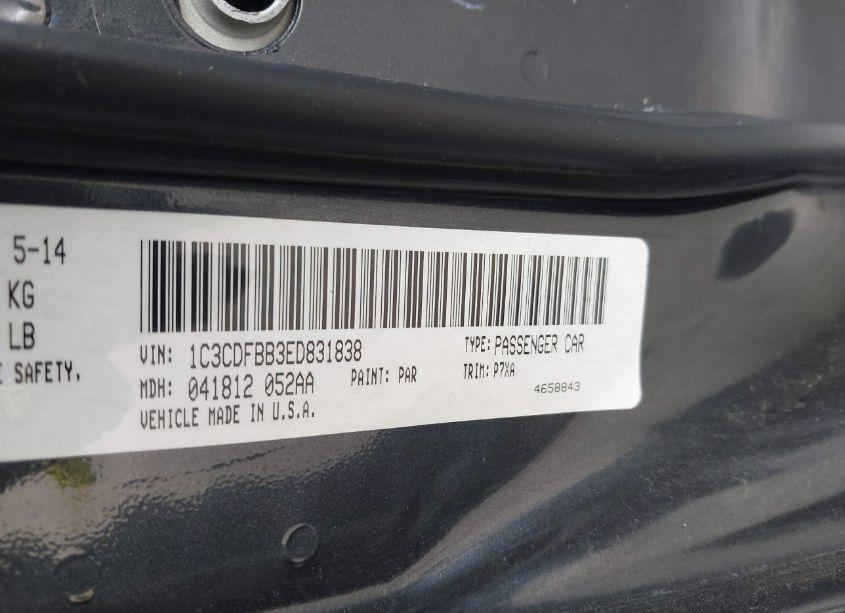 5-14
KG
LB
E SAFETY,
VIN: 1C3CDFBB3ED831838
TYPE: PASSENGER CAR
MDH: 041812 052AA
PAINT: PAR
TRIM: P7XA
VEHICLE MADE IN U.S.A.
4658843